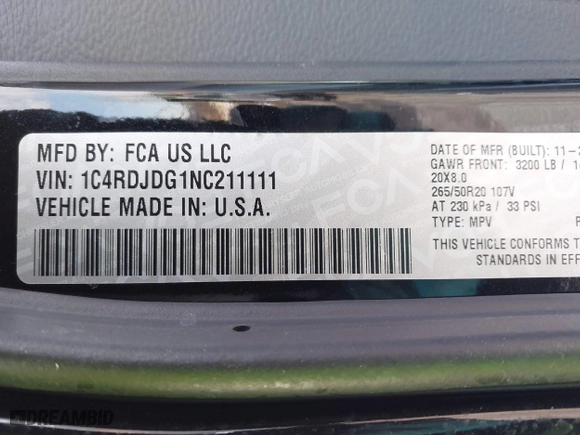 MFD BY: FCA US LLC
VIN: 1C4RDJDG1NC211111
VEHICLE MADE IN: U.S.A.
DATE OF MFR (BUILT): 11-
GAWR FRONT: 3200 LB / 1
20X8.0
265/50R20 107V
AT 230 kPa / 33 PSI
TYPE: MPV
THIS VEHICLE CONFORMS T
STANDARDS IN EFF
DREAMBID